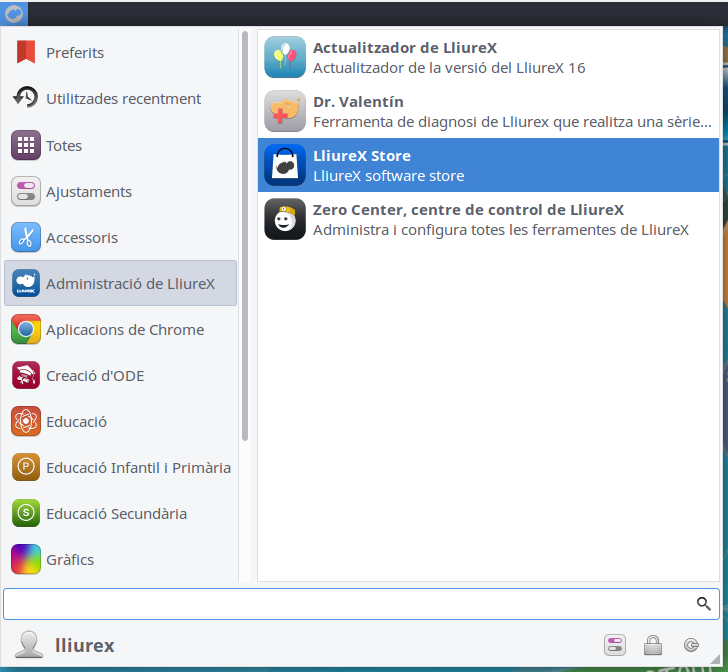 Preferits
Utilitzades recentment
Totes
Ajustaments
Accessoris
Administració de LliureX
Aplicacions de Chrome
Creació d'ODE
Educació
Educació Infantil i Primària
Educació Secundària
Gràfics
Actualitzador de LliureX
Actualitzador de la versió del LliureX 16
Dr. Valentín
Ferramenta de diagnosi de Lliurex que realitza una sèrie...
LliureX Store
LliureX software store
Zero Center, centre de control de LliureX
Administra i configura totes les ferramentes de LliureX
lliurex